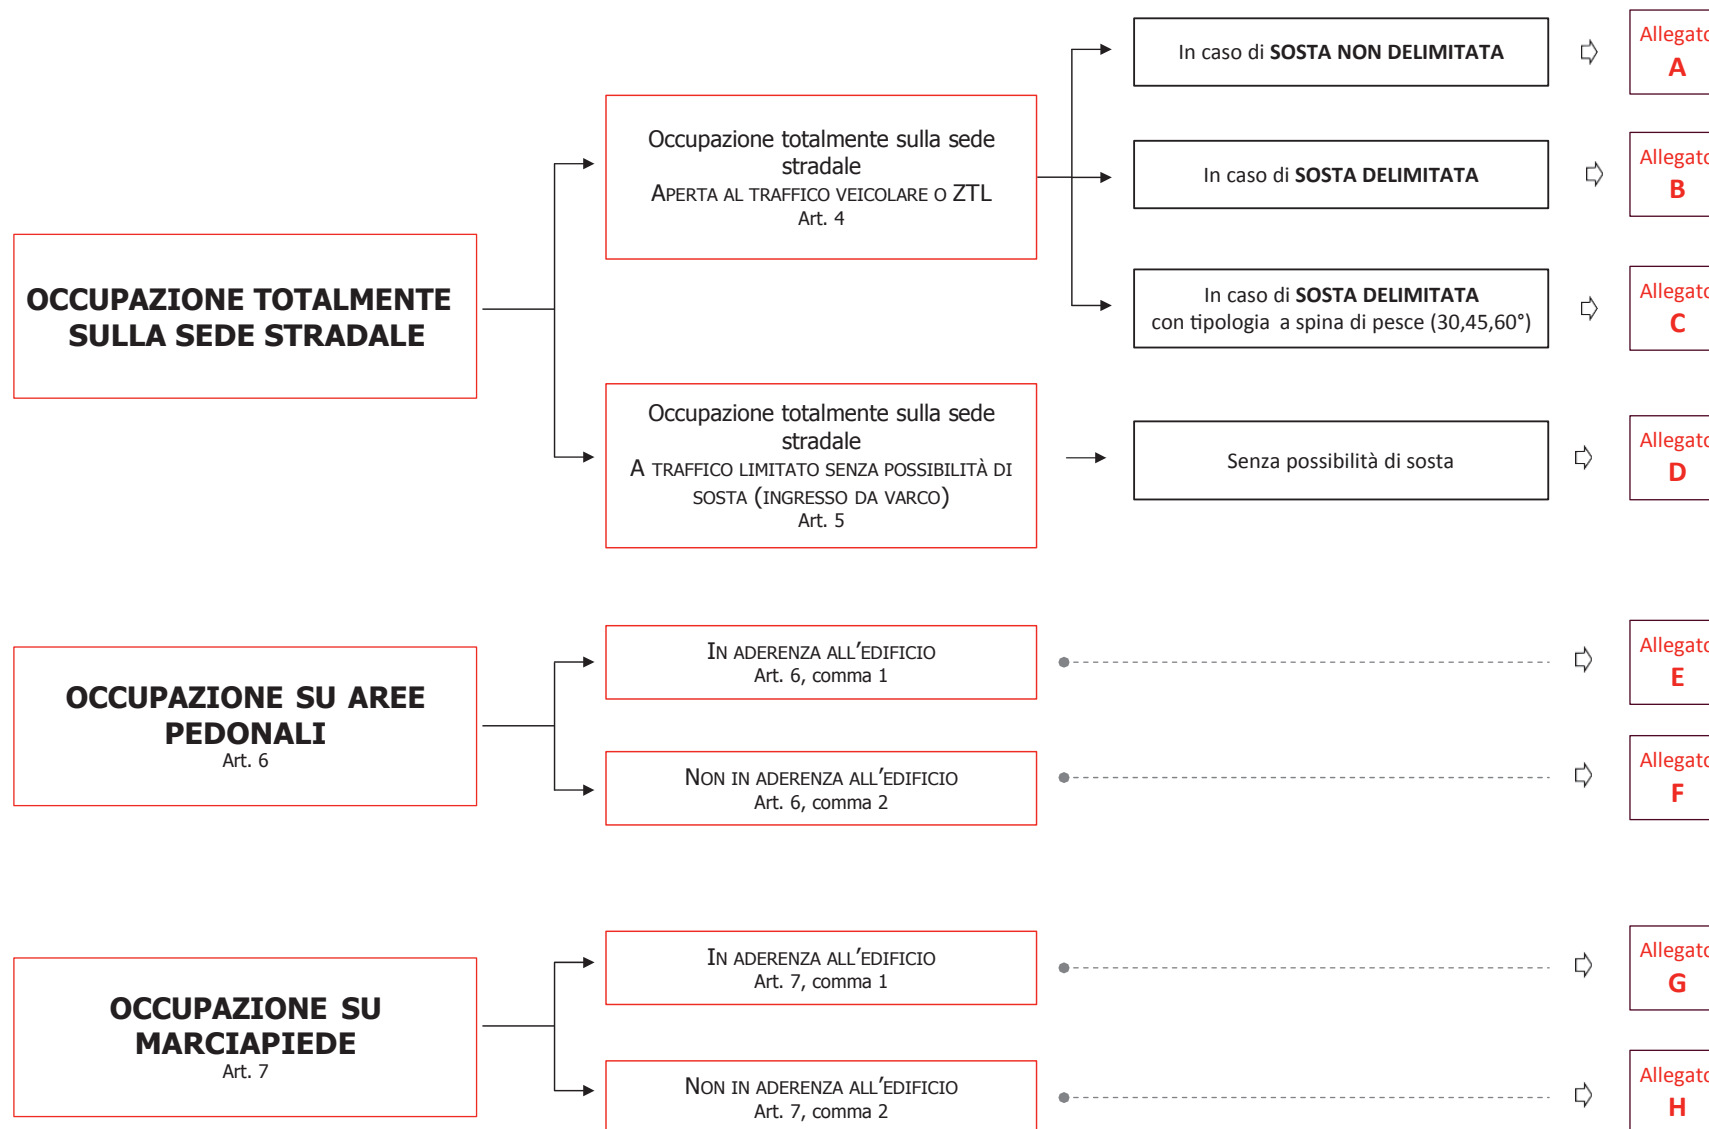 OCCUPAZIONE TOTALMENTE
SULLA SEDE STRADALE
Occupazione totalmente sulla sede
stradale
APERTA AL TRAFFICO VEICOLARE O ZTL
Art. 4
In caso di SOSTA NON DELIMITATA
Allegato
A
In caso di SOSTA DELIMITATA
Allegato
B
In caso di SOSTA DELIMITATA
con tipologia a spina di pesce (30,45,60°)
Allegato
C
Occupazione totalmente sulla sede
stradale
A TRAFFICO LIMITATO SENZA POSSIBILITÀ DI
SOSTA (INGRESSO DA VARCO)
Art. 5
Senza possibilità di sosta
Allegato
D
OCCUPAZIONE SU AREE
PEDONALI
Art. 6
IN ADERENZA ALL'EDIFICIO
Art. 6, comma 1
Allegato
E
NON IN ADERENZA ALL'EDIFICIO
Art. 6, comma 2
Allegato
F
OCCUPAZIONE SU
MARCIAPIEDE
Art. 7
IN ADERENZA ALL'EDIFICIO
Art. 7, comma 1
Allegato
G
NON IN ADERENZA ALL'EDIFICIO
Art. 7, comma 2
Allegato
H